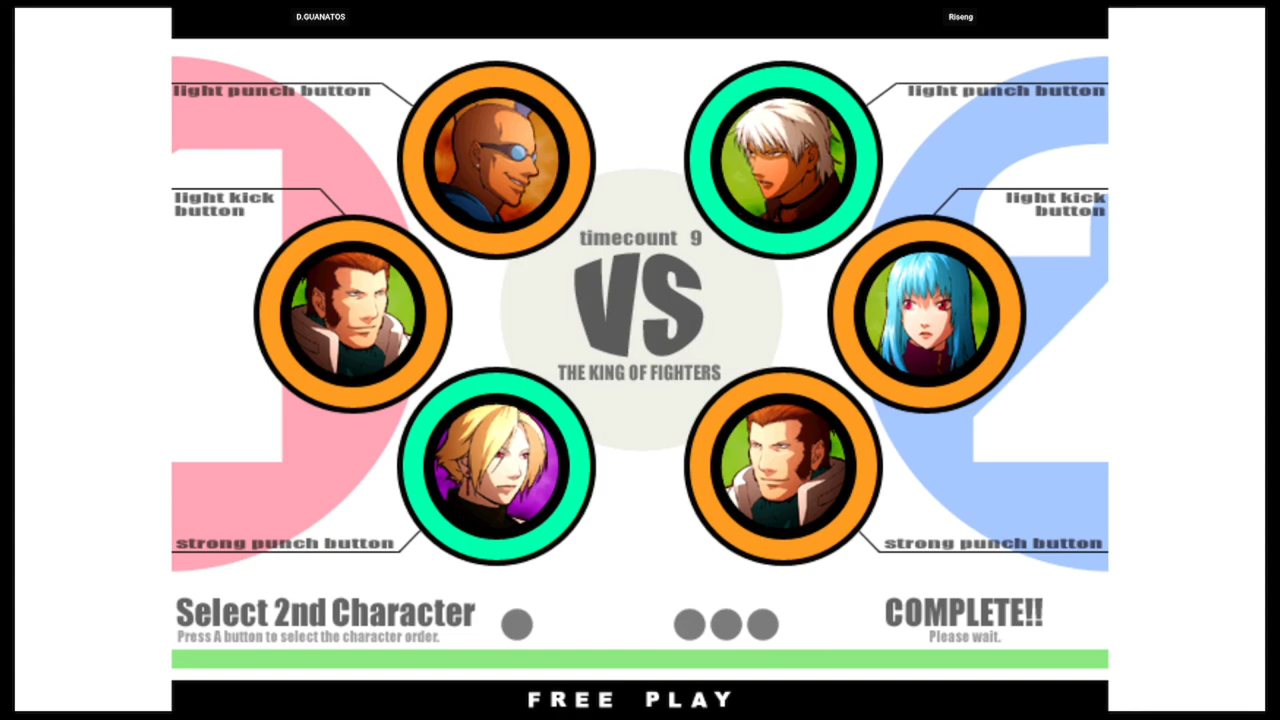 D.GUANATOS
Riseng
light punch button
light punch button
light kick
button
light kick
button
timecount 9
VS
THE KING OF FIGHTERS
strong punch button
strong punch button
Select 2nd Character
Press A button to select the character order.
COMPLETE!!
Please wait.
FREE PLAY